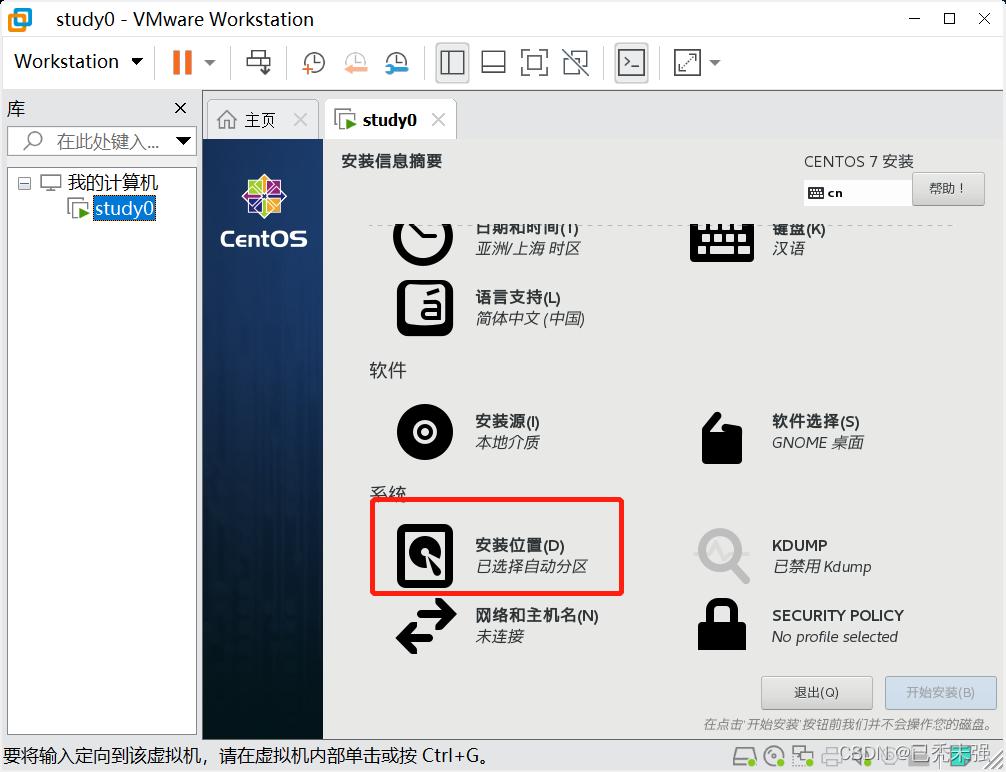 study0 - VMware Workstation
Workstation
库
主页
study0
在此处键入...
我的计算机
study0
CentOS
安装信息摘要
CENTOS 7 安装
cn
帮助！
日期和时间(T)
亚洲/上海 时区
键盘(K)
汉语
语言支持(L)
简体中文 (中国)
软件
安装源(I)
本地介质
软件选择(S)
GNOME 桌面
系统
安装位置(D)
已选择自动分区
KDUMP
已禁用 Kdump
网络和主机名(N)
未连接
SECURITY POLICY
No profile selected
退出(Q)
开始安装(B)
在点击'开始安装'按钮前我们并不会操作您的磁盘。
要将输入定向到该虚拟机，请在虚拟机内部单击或按 Ctrl+G。
CSDN @已秃未强